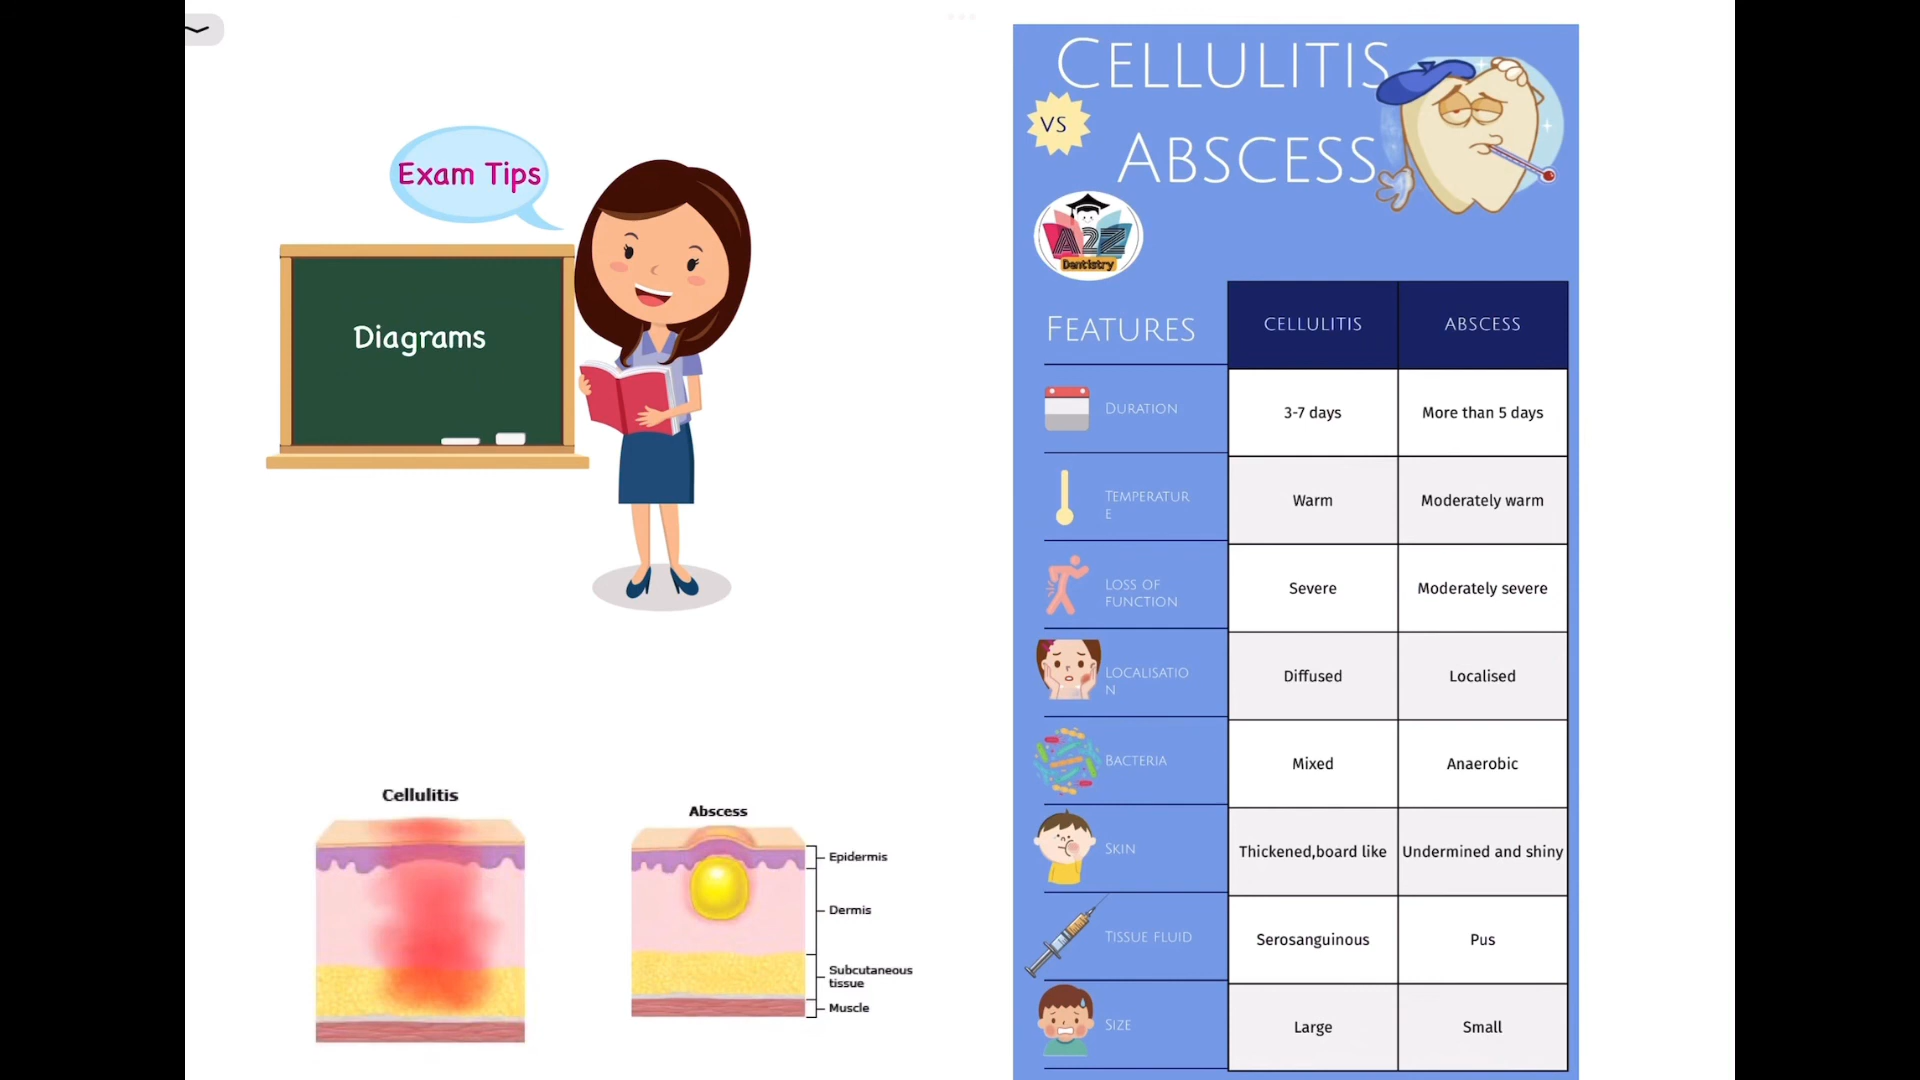 Exam Tips
Diagrams
Cellulitis
Abscess
Epidermis
Dermis
Subcutaneous
tissue
Muscle
CELLULITIS
VS
ABSCESS
A2Z
Dentistry
FEATURES
CELLULITIS
ABSCESS
DURATION
3-7 days
More than 5 days
TEMPERATUR
E
Warm
Moderately warm
LOSS OF
FUNCTION
Severe
Moderately severe
LOCALISATIO
N
Diffused
Localised
BACTERIA
Mixed
Anaerobic
SKIN
Thickened,board like
Undermined and shiny
TISSUE FLUID
Serosanguinous
Pus
SIZE
Large
Small